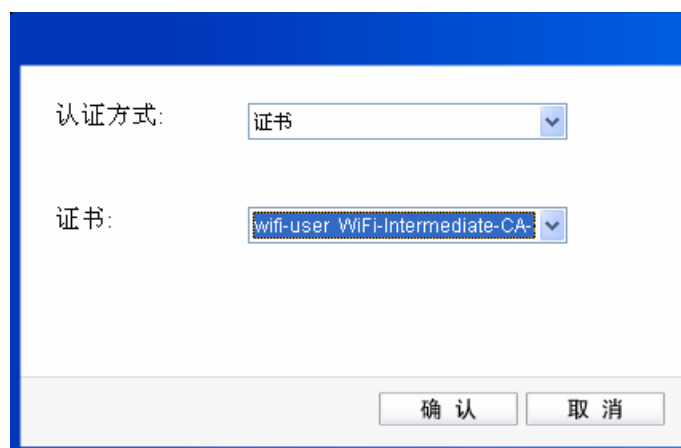 认证方式:
证书
证书:
wifi-user WiFi-Intermediate-CA-
确 认
取 消